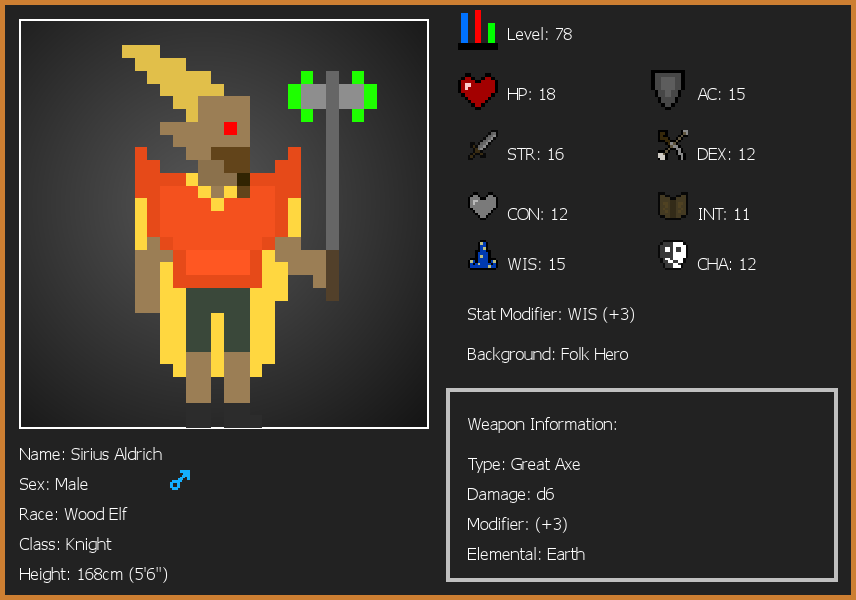 Level: 78
HP: 18
AC: 15
STR: 16
DEX: 12
CON: 12
INT: 11
WIS: 15
CHA: 12
Stat Modifier: WIS (+3)
Background: Folk Hero
Weapon Information:
Type: Great Axe
Damage: d6
Modifier: (+3)
Elemental: Earth
Name: Sirius Aldrich
Sex: Male
Race: Wood Elf
Class: Knight
Height: 168cm (5'6")